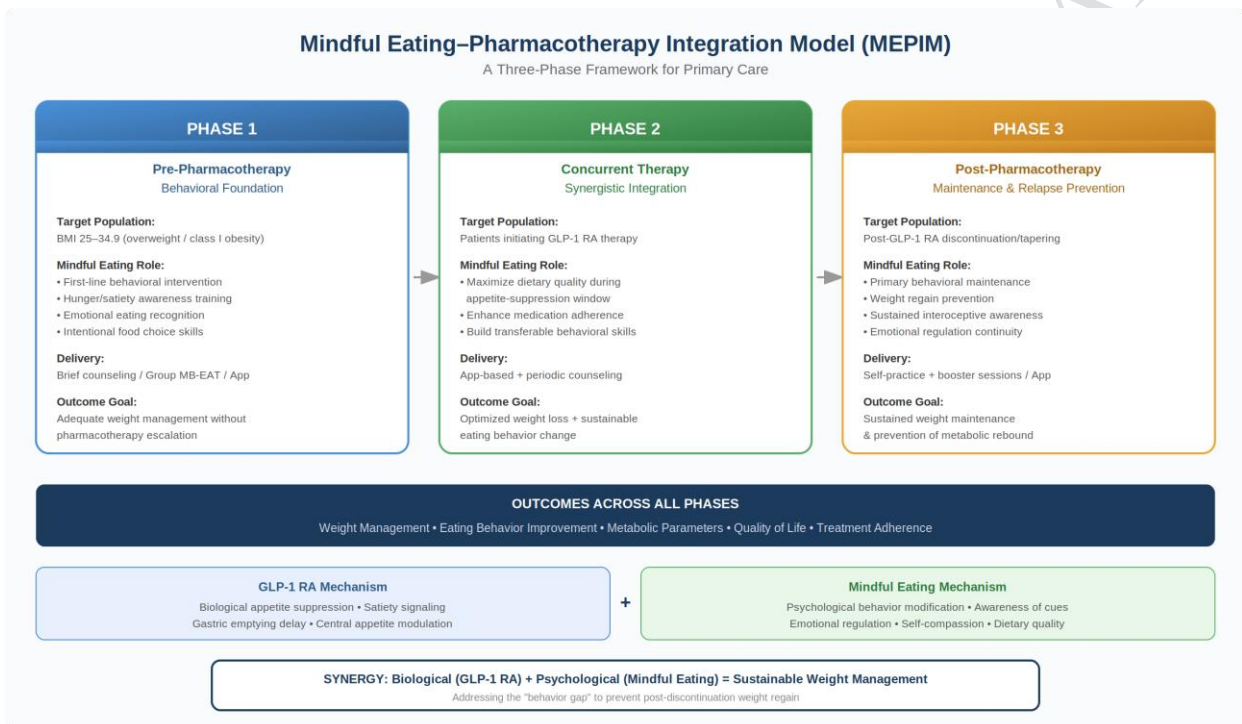 Mindful Eating–Pharmacotherapy Integration Model (MEPIM)
A Three-Phase Framework for Primary Care
PHASE 1
Pre-Pharmacotherapy
Behavioral Foundation
Target Population:
BMI 25–34.9 (overweight / class I obesity)
Mindful Eating Role:
• First-line behavioral intervention
• Hunger/satiety awareness training
• Emotional eating recognition
• Intentional food choice skills
Delivery:
Brief counseling / Group MB-EAT / App
Outcome Goal:
Adequate weight management without
pharmacotherapy escalation
PHASE 2
Concurrent Therapy
Synergistic Integration
Target Population:
Patients initiating GLP-1 RA therapy
Mindful Eating Role:
• Maximize dietary quality during
appetite-suppression window
• Enhance medication adherence
• Build transferable behavioral skills
Delivery:
App-based + periodic counseling
Outcome Goal:
Optimized weight loss + sustainable
eating behavior change
PHASE 3
Post-Pharmacotherapy
Maintenance & Relapse Prevention
Target Population:
Post-GLP-1 RA discontinuation/tapering
Mindful Eating Role:
• Primary behavioral maintenance
• Weight regain prevention
• Sustained interoceptive awareness
• Emotional regulation continuity
Delivery:
Self-practice + booster sessions / App
Outcome Goal:
Sustained weight maintenance
& prevention of metabolic rebound
OUTCOMES ACROSS ALL PHASES
Weight Management • Eating Behavior Improvement • Metabolic Parameters • Quality of Life • Treatment Adherence
GLP-1 RA Mechanism
Biological appetite suppression • Satiety signaling
Gastric emptying delay • Central appetite modulation
+
Mindful Eating Mechanism
Psychological behavior modification • Awareness of cues
Emotional regulation • Self-compassion • Dietary quality
SYNERGY: Biological (GLP-1 RA) + Psychological (Mindful Eating) = Sustainable Weight Management
Addressing the "behavior gap" to prevent post-discontinuation weight regain